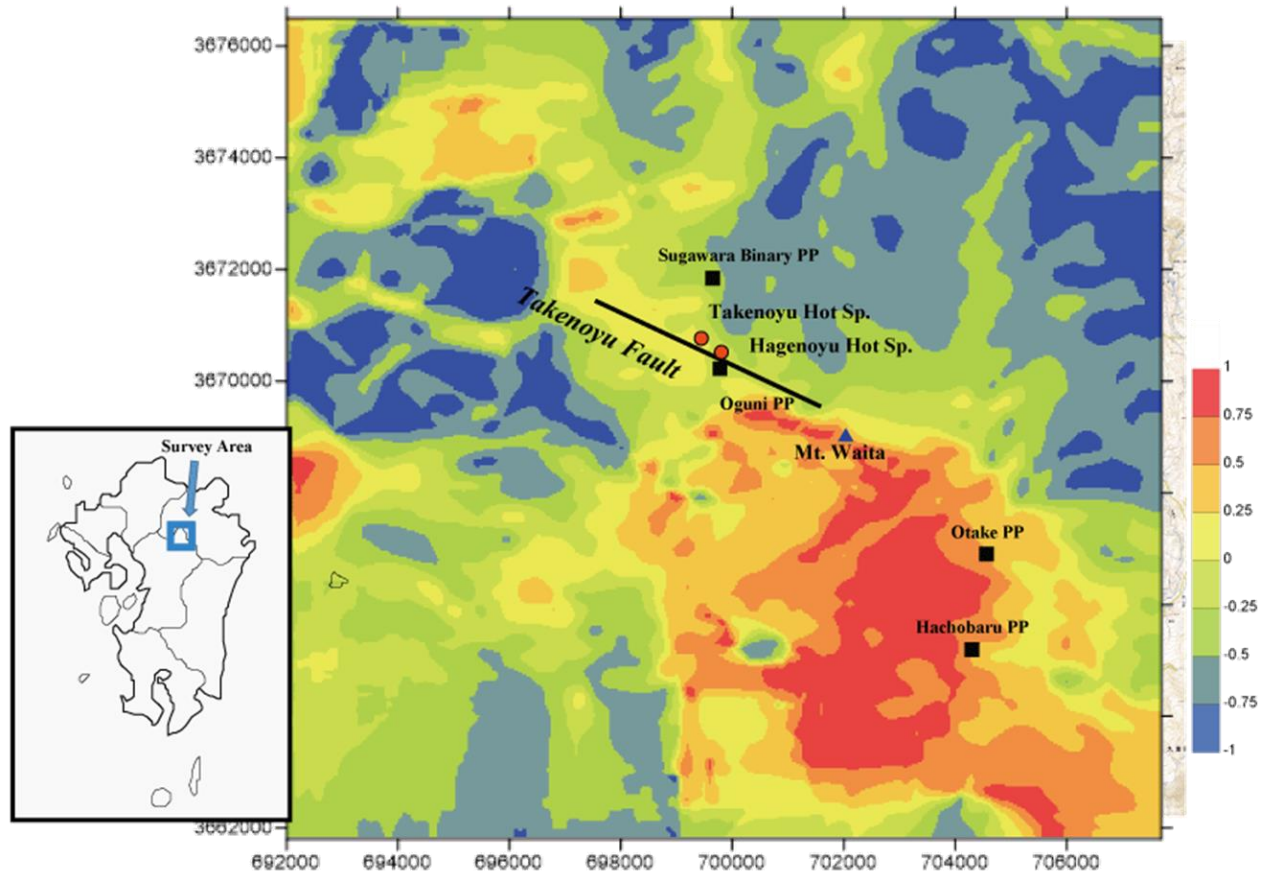 3676000
3674000
3672000
3670000
3662000
692000
694000
696000
698000
700000
702000
704000
706000
Sugawara Binary PP
Takenoyu Hot Sp.
Takenoyu Fault
Hagenoyu Hot Sp.
Oguni PP
Mt. Waita
Otake PP
Hachobaru PP
Survey Area
1
0.75
0.5
0.25
0
-0.25
-0.5
-0.75
-1